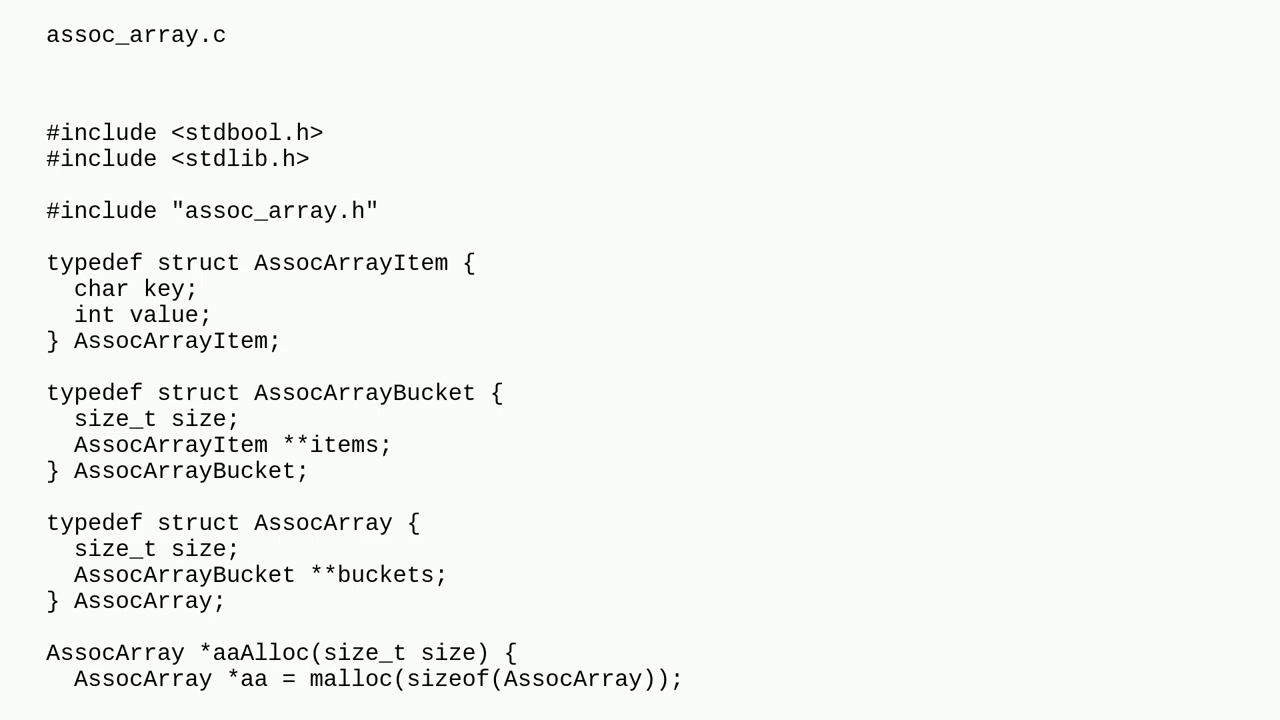 assoc_array.c
#include <stdbool.h>
#include <stdlib.h>
#include "assoc_array.h"
typedef struct AssocArrayItem {
  char key;
  int value;
} AssocArrayItem;
typedef struct AssocArrayBucket {
  size_t size;
  AssocArrayItem **items;
} AssocArrayBucket;
typedef struct AssocArray {
  size_t size;
  AssocArrayBucket **buckets;
} AssocArray;
AssocArray *aaAlloc(size_t size) {
  AssocArray *aa = malloc(sizeof(AssocArray));